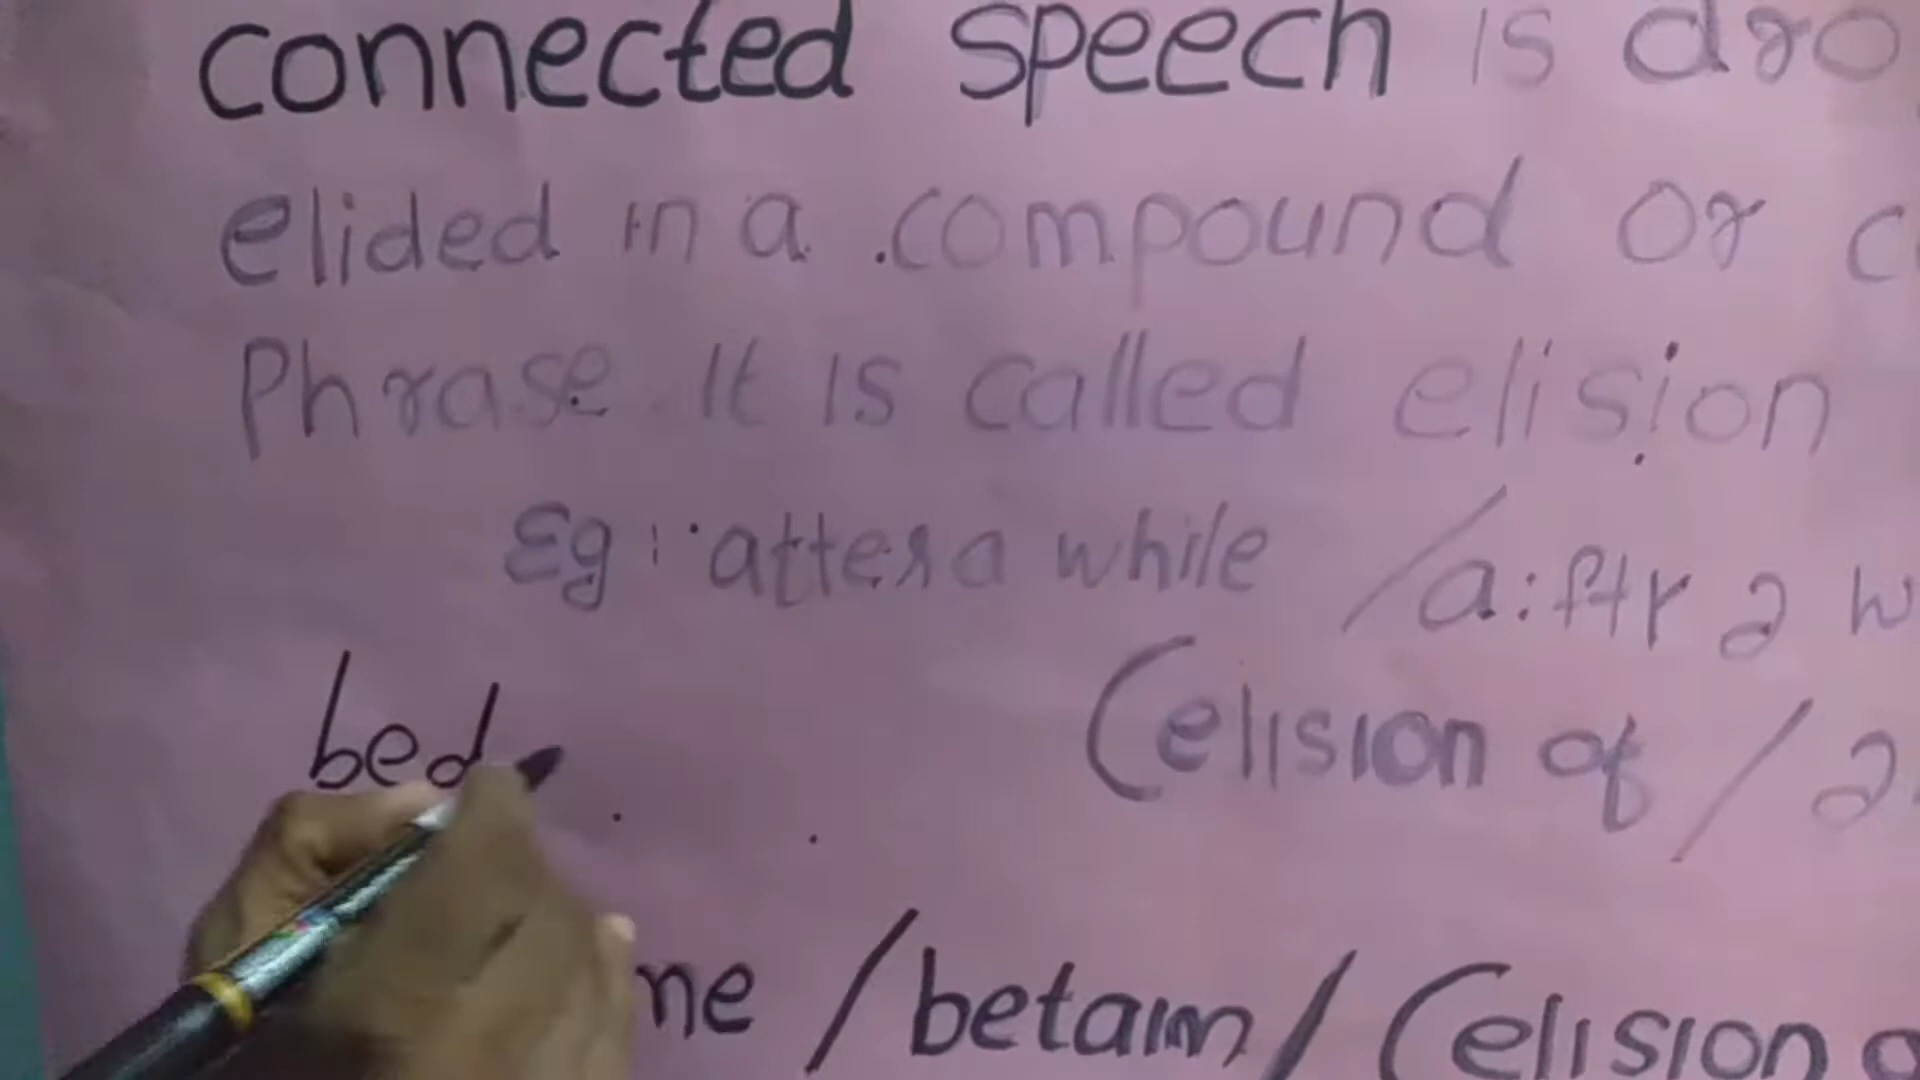 connected speech is dro
elided in a compound or c
Phrase It is called elision
Eg: after a while /a:ftr ə w
(elision of / ə
bed
me /betaım/ (elision o